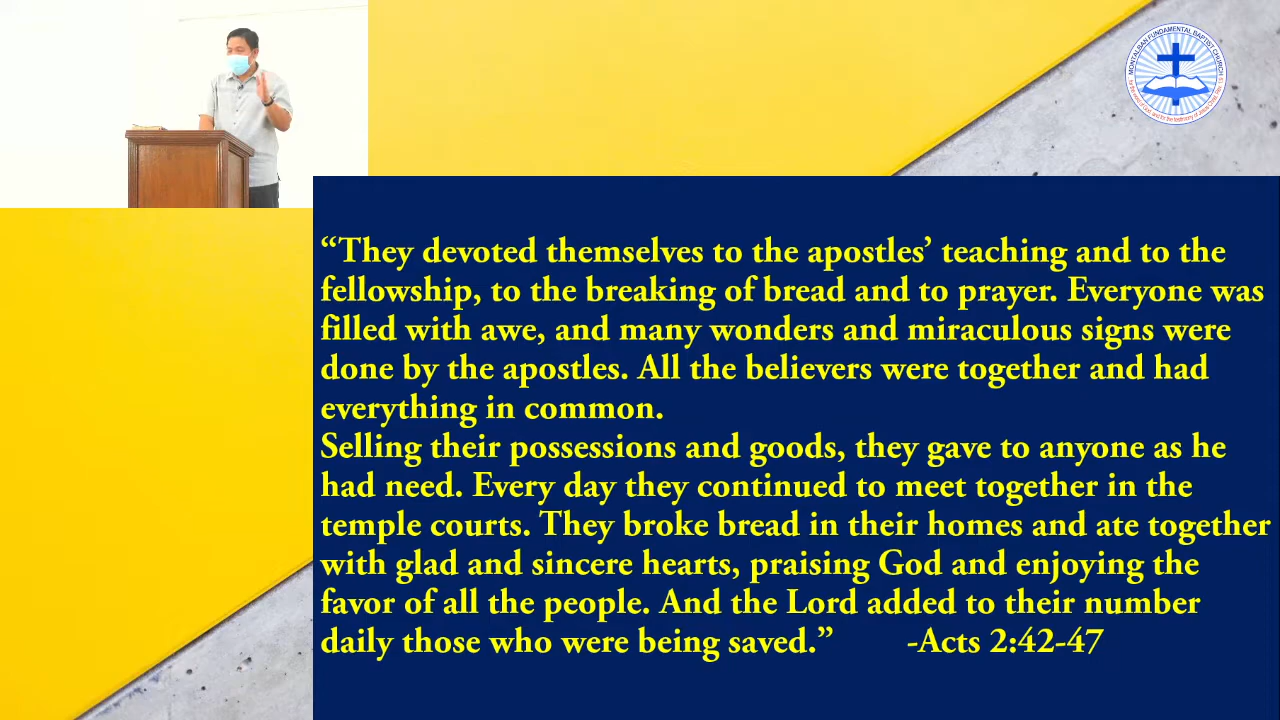 MONTALBAN FUNDAMENTAL BAPTIST CHURCH
“They devoted themselves to the apostles’ teaching and to the
fellowship, to the breaking of bread and to prayer. Everyone was
filled with awe, and many wonders and miraculous signs were
done by the apostles. All the believers were together and had
everything in common.
Selling their possessions and goods, they gave to anyone as he
had need. Every day they continued to meet together in the
temple courts. They broke bread in their homes and ate together
with glad and sincere hearts, praising God and enjoying the
favor of all the people. And the Lord added to their number
daily those who were being saved.” -Acts 2:42-47